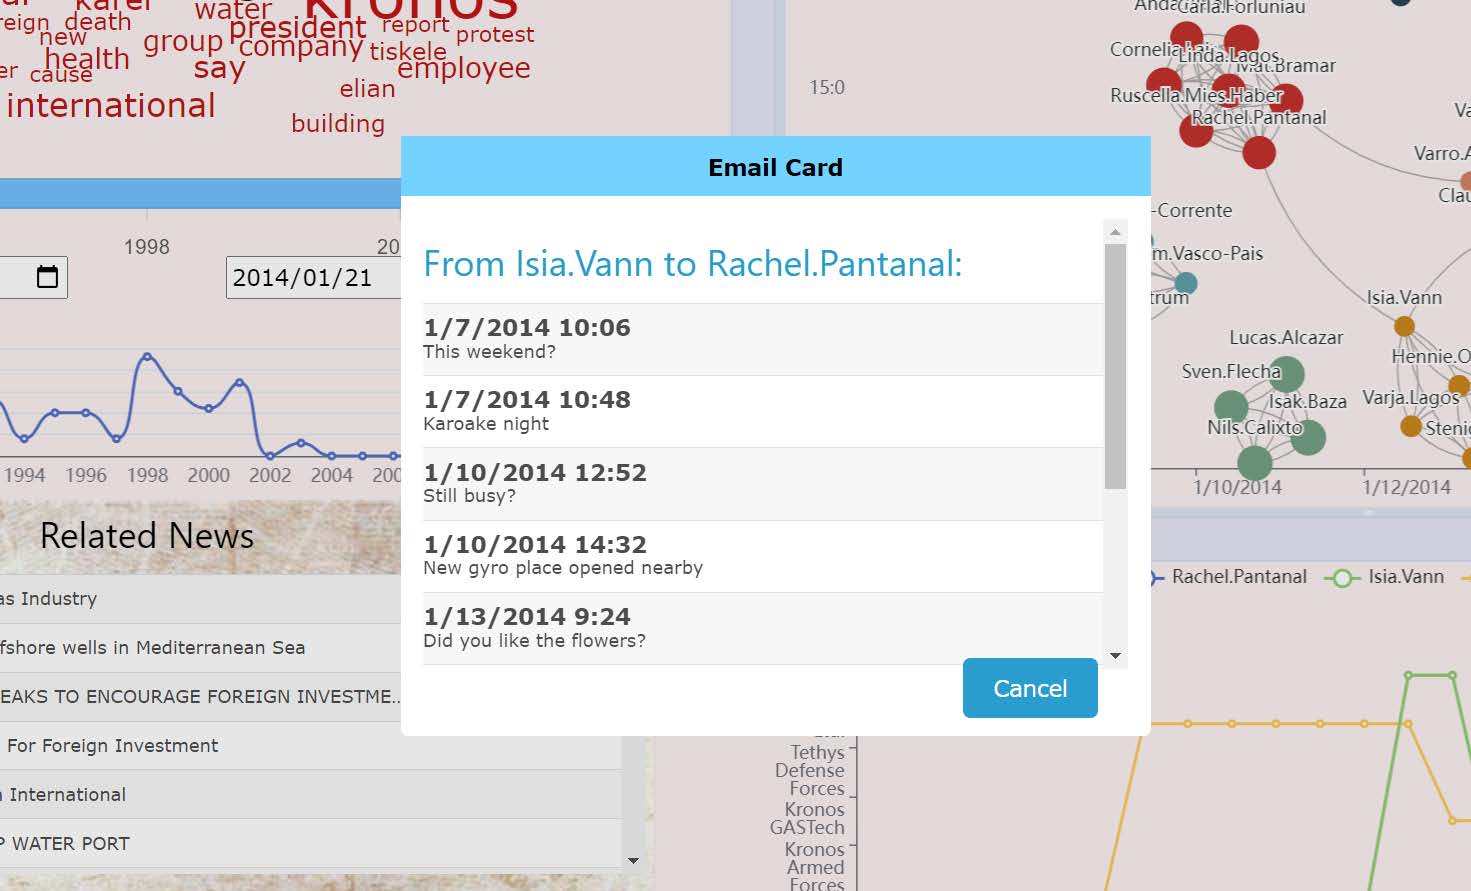 karel
water
kronos
reign death
president report
new
group company tiskele protest
health
cause
say employee
elian
international
building
15:0
Carla.Forluniau
Linda.Lagos
Mat.Bramar
Ruscella.Mies.Haber
Rachel.Pantanal
Varro.A
Clau
-Corrente
m.Vasco-Pais
trum
Isia.Vann
Lucas.Alcazar
Hennie.O
Sven.Flecha
Isak.Baza
Varja.Lagos
Nils.Calixto
Stenic
1/10/2014
1/12/2014
1998
20
2014/01/21
1994 1996 1998 2000 2002 2004 200
Email Card
From Isia.Vann to Rachel.Pantanal:
1/7/2014 10:06
This weekend?
1/7/2014 10:48
Karoake night
1/10/2014 12:52
Still busy?
1/10/2014 14:32
New gyro place opened nearby
1/13/2014 9:24
Did you like the flowers?
Cancel
Related News
as Industry
fshore wells in Mediterranean Sea
EAKS TO ENCOURAGE FOREIGN INVESTME...
For Foreign Investment
International
WATER PORT
Rachel.Pantanal
Isia.Vann
Tethys
Defense
Forces
Kronos
GASTech
Kronos
Armed
Forces